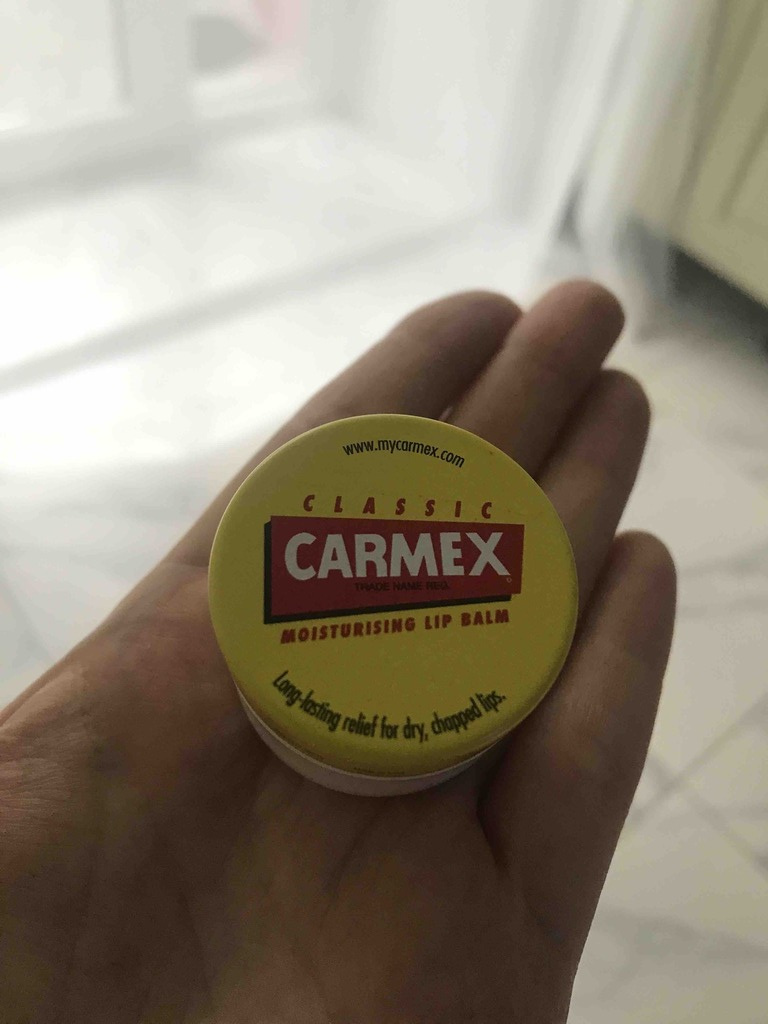 www.mycarmex.com
CLASSIC
CARMEX
TRADE NAME REG.
MOISTURISING LIP BALM
Long-lasting relief for dry, chapped lips.